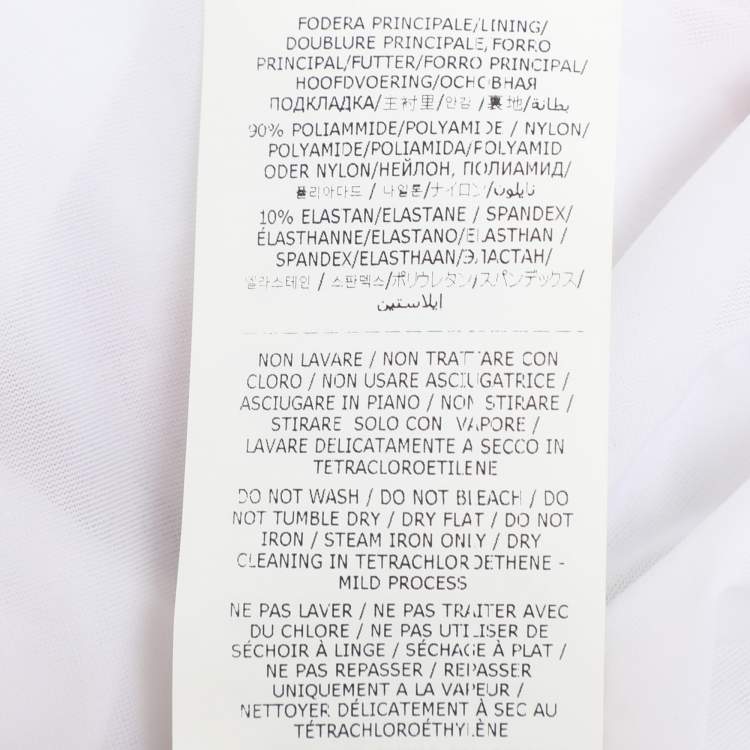 FODERA PRINCIPALE/LINING/
DOUBLURE PRINCIPALE, FORRO
PRINCIPAL/FUTTER/FORRO PRINCIPAL/
HOOFDVOERING/ОСНОВНАЯ
ПОДКЛАДКА/主衬里/안감 /裏地/بطانة/
90% POLIAMMIDE/POLYAMIDE / NYLON/
POLYAMIDE/POLIAMIDA/POLYAMID
ODER NYLON/НЕЙЛОН, ПОЛИАМИД/
폴리아다드 / 나일론/ナイロン/نايلون/
10% ELASTAN/ELASTANE / SPANDEX/
ÉLASTHANNE/ELASTANO/ELASTHAN /
SPANDEX/ELASTHAAN/ЭЛАСТАН/
엘라스테인 / 스판덱스/ポリウレタン/スパンデックス/
ايلاستين
NON LAVARE / NON TRATTARE CON
CLORO / NON USARE ASCIUGATRICE /
ASCIUGARE IN PIANO / NON STIRARE /
STIRARE SOLO CON VAPORE /
LAVARE DELICATAMENTE A SECCO IN
TETRACLOROETILENE
DO NOT WASH / DO NOT BLEACH / DO
NOT TUMBLE DRY / DRY FLAT / DO NOT
IRON / STEAM IRON ONLY / DRY
CLEANING IN TETRACHLOROETHENE -
MILD PROCESS
NE PAS LAVER / NE PAS TRAITER AVEC
DU CHLORE / NE PAS UTILISER DE
SÉCHOIR À LINGE / SÉCHAGE À PLAT /
NE PAS REPASSER / REPASSER
UNIQUEMENT A LA VAPEUR /
NETTOYER DÉLICATEMENT À SEC AU
TÉTRACHLOROÉTHYLÈNE